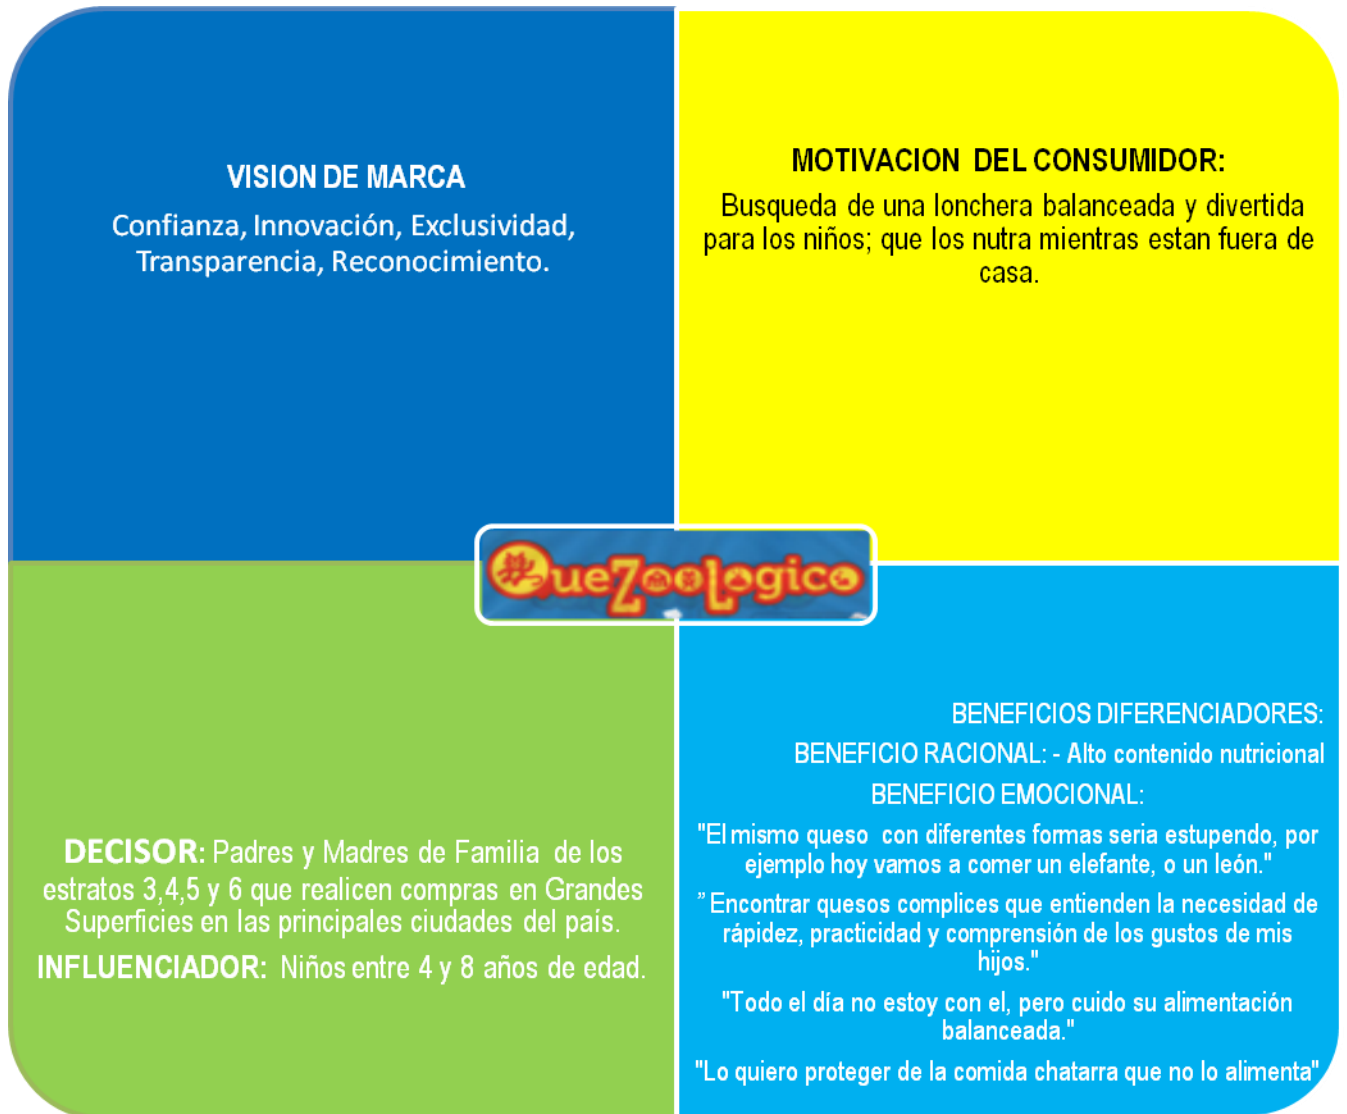 VISION DE MARCA
Confianza, Innovación, Exclusividad,
Transparencia, Reconocimiento.
MOTIVACION DEL CONSUMIDOR:
Busqueda de una lonchera balanceada y divertida
para los niños; que los nutra mientras estan fuera de
casa.
QueZoologico
DECISOR: Padres y Madres de Familia de los
estratos 3,4,5 y 6 que realicen compras en Grandes
Superficies en las principales ciudades del país.
INFLUENCIADOR: Niños entre 4 y 8 años de edad.
BENEFICIOS DIFERENCIADORES:
BENEFICIO RACIONAL: - Alto contenido nutricional
BENEFICIO EMOCIONAL:
"El mismo queso con diferentes formas seria estupendo, por
ejemplo hoy vamos a comer un elefante, o un león."
” Encontrar quesos complices que entienden la necesidad de
rápidez, practicidad y comprensión de los gustos de mis
hijos."
"Todo el día no estoy con el, pero cuido su alimentación
balanceada."
"Lo quiero proteger de la comida chatarra que no lo alimenta"